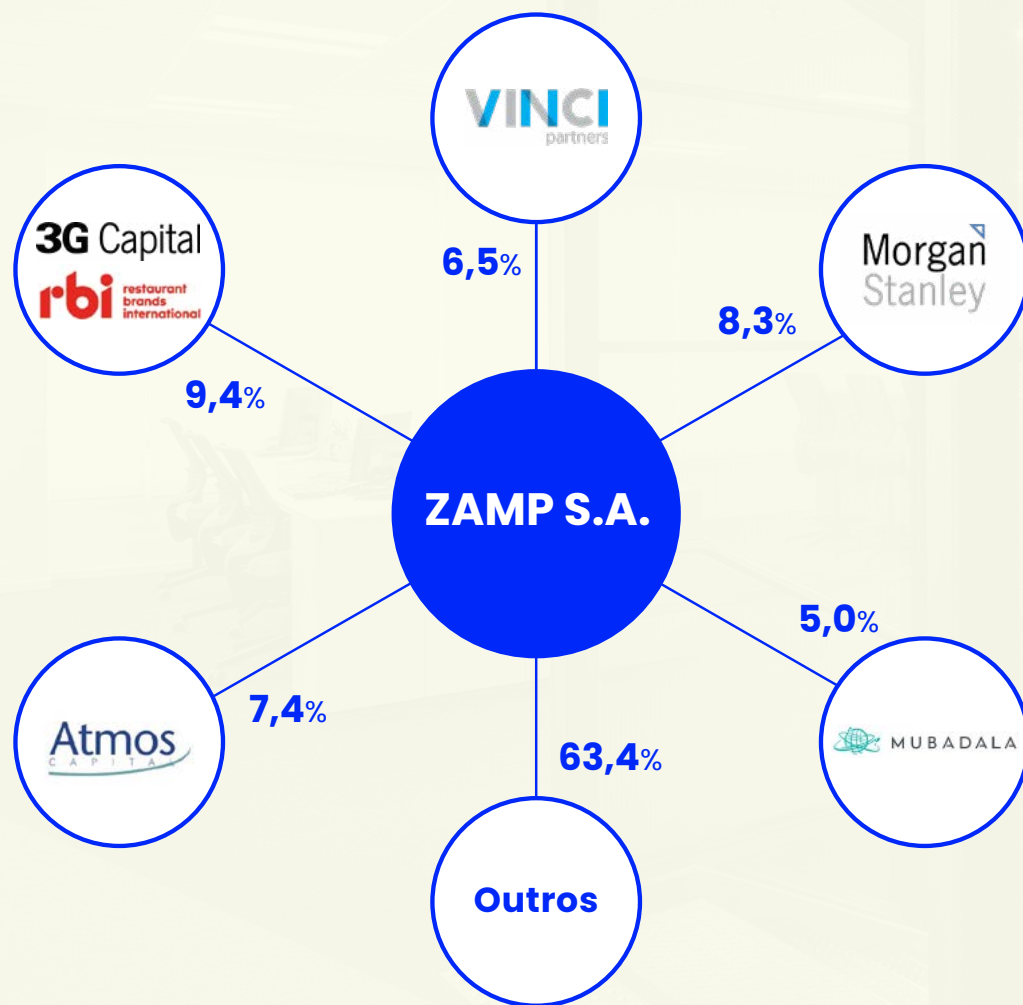 VINCI
partners
3G Capital
rbi restaurant
brands
international
Morgan
Stanley
6,5%
8,3%
9,4%
ZAMP S.A.
5,0%
7,4%
63,4%
Atmos
CAPITAL
MUBADALA
Outros